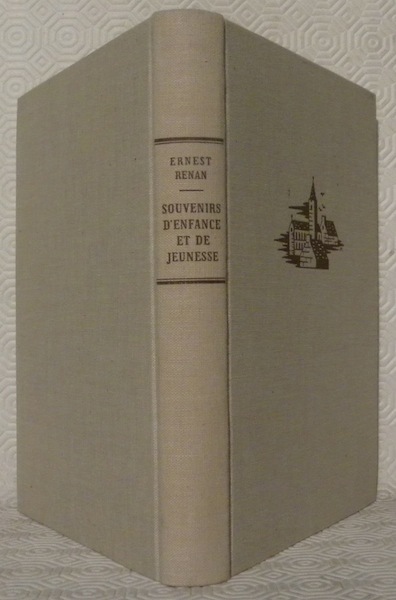 ERNEST
RENAN
SOUVENIRS
D'ENFANCE
ET DE
JEUNESSE